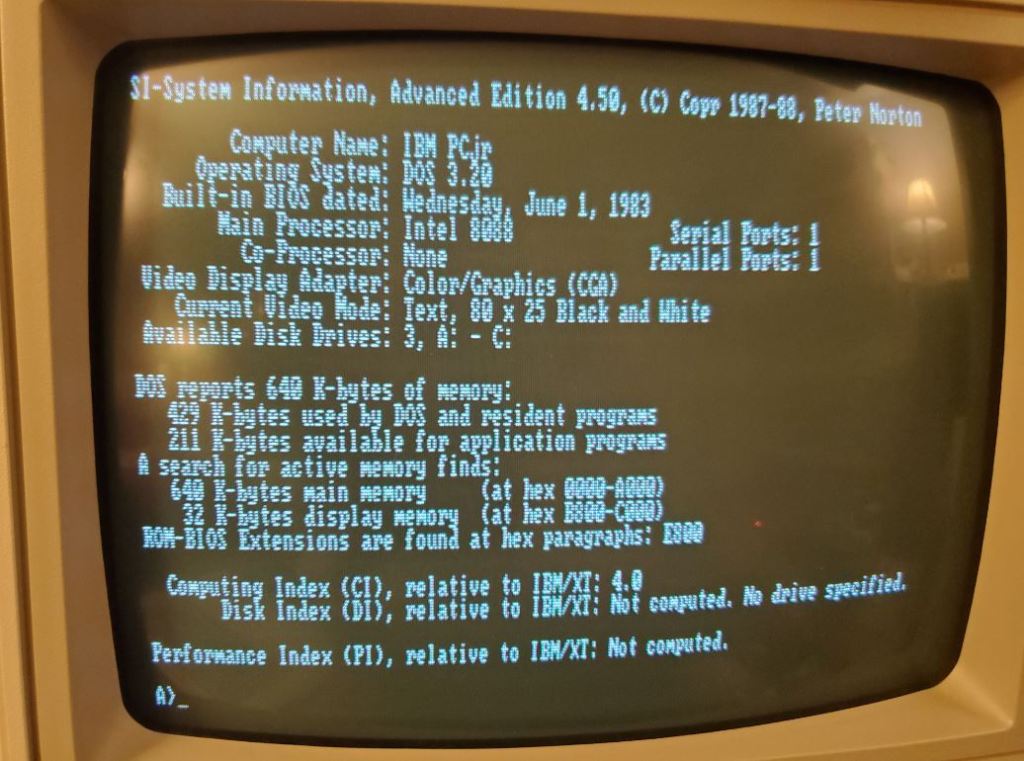 SI-System Information, Advanced Edition 4.50, (C) Copr 1987-88, Peter Norton
Computer Name: IBM PCjr
Operating System: DOS 3.20
Built-in BIOS dated: Wednesday, June 1, 1983
Main Processor: Intel 8088 Serial Ports: 1
Co-Processor: None Parallel Ports: 1
Video Display Adapter: Color/Graphics (CGA)
Current Video Mode: Text, 80 x 25 Black and White
Available Disk Drives: 3, A: - C:
DOS reports 640 K-bytes of memory:
429 K-bytes used by DOS and resident programs
211 K-bytes available for application programs
A search for active memory finds:
640 K-bytes main memory (at hex 0000-A000)
32 K-bytes display memory (at hex B800-C000)
ROM-BIOS Extensions are found at hex paragraphs: E800
Computing Index (CI), relative to IBM/XT: 4.0
Disk Index (DI), relative to IBM/XT: Not computed. No drive specified.
Performance Index (PI), relative to IBM/XT: Not computed.
A>_